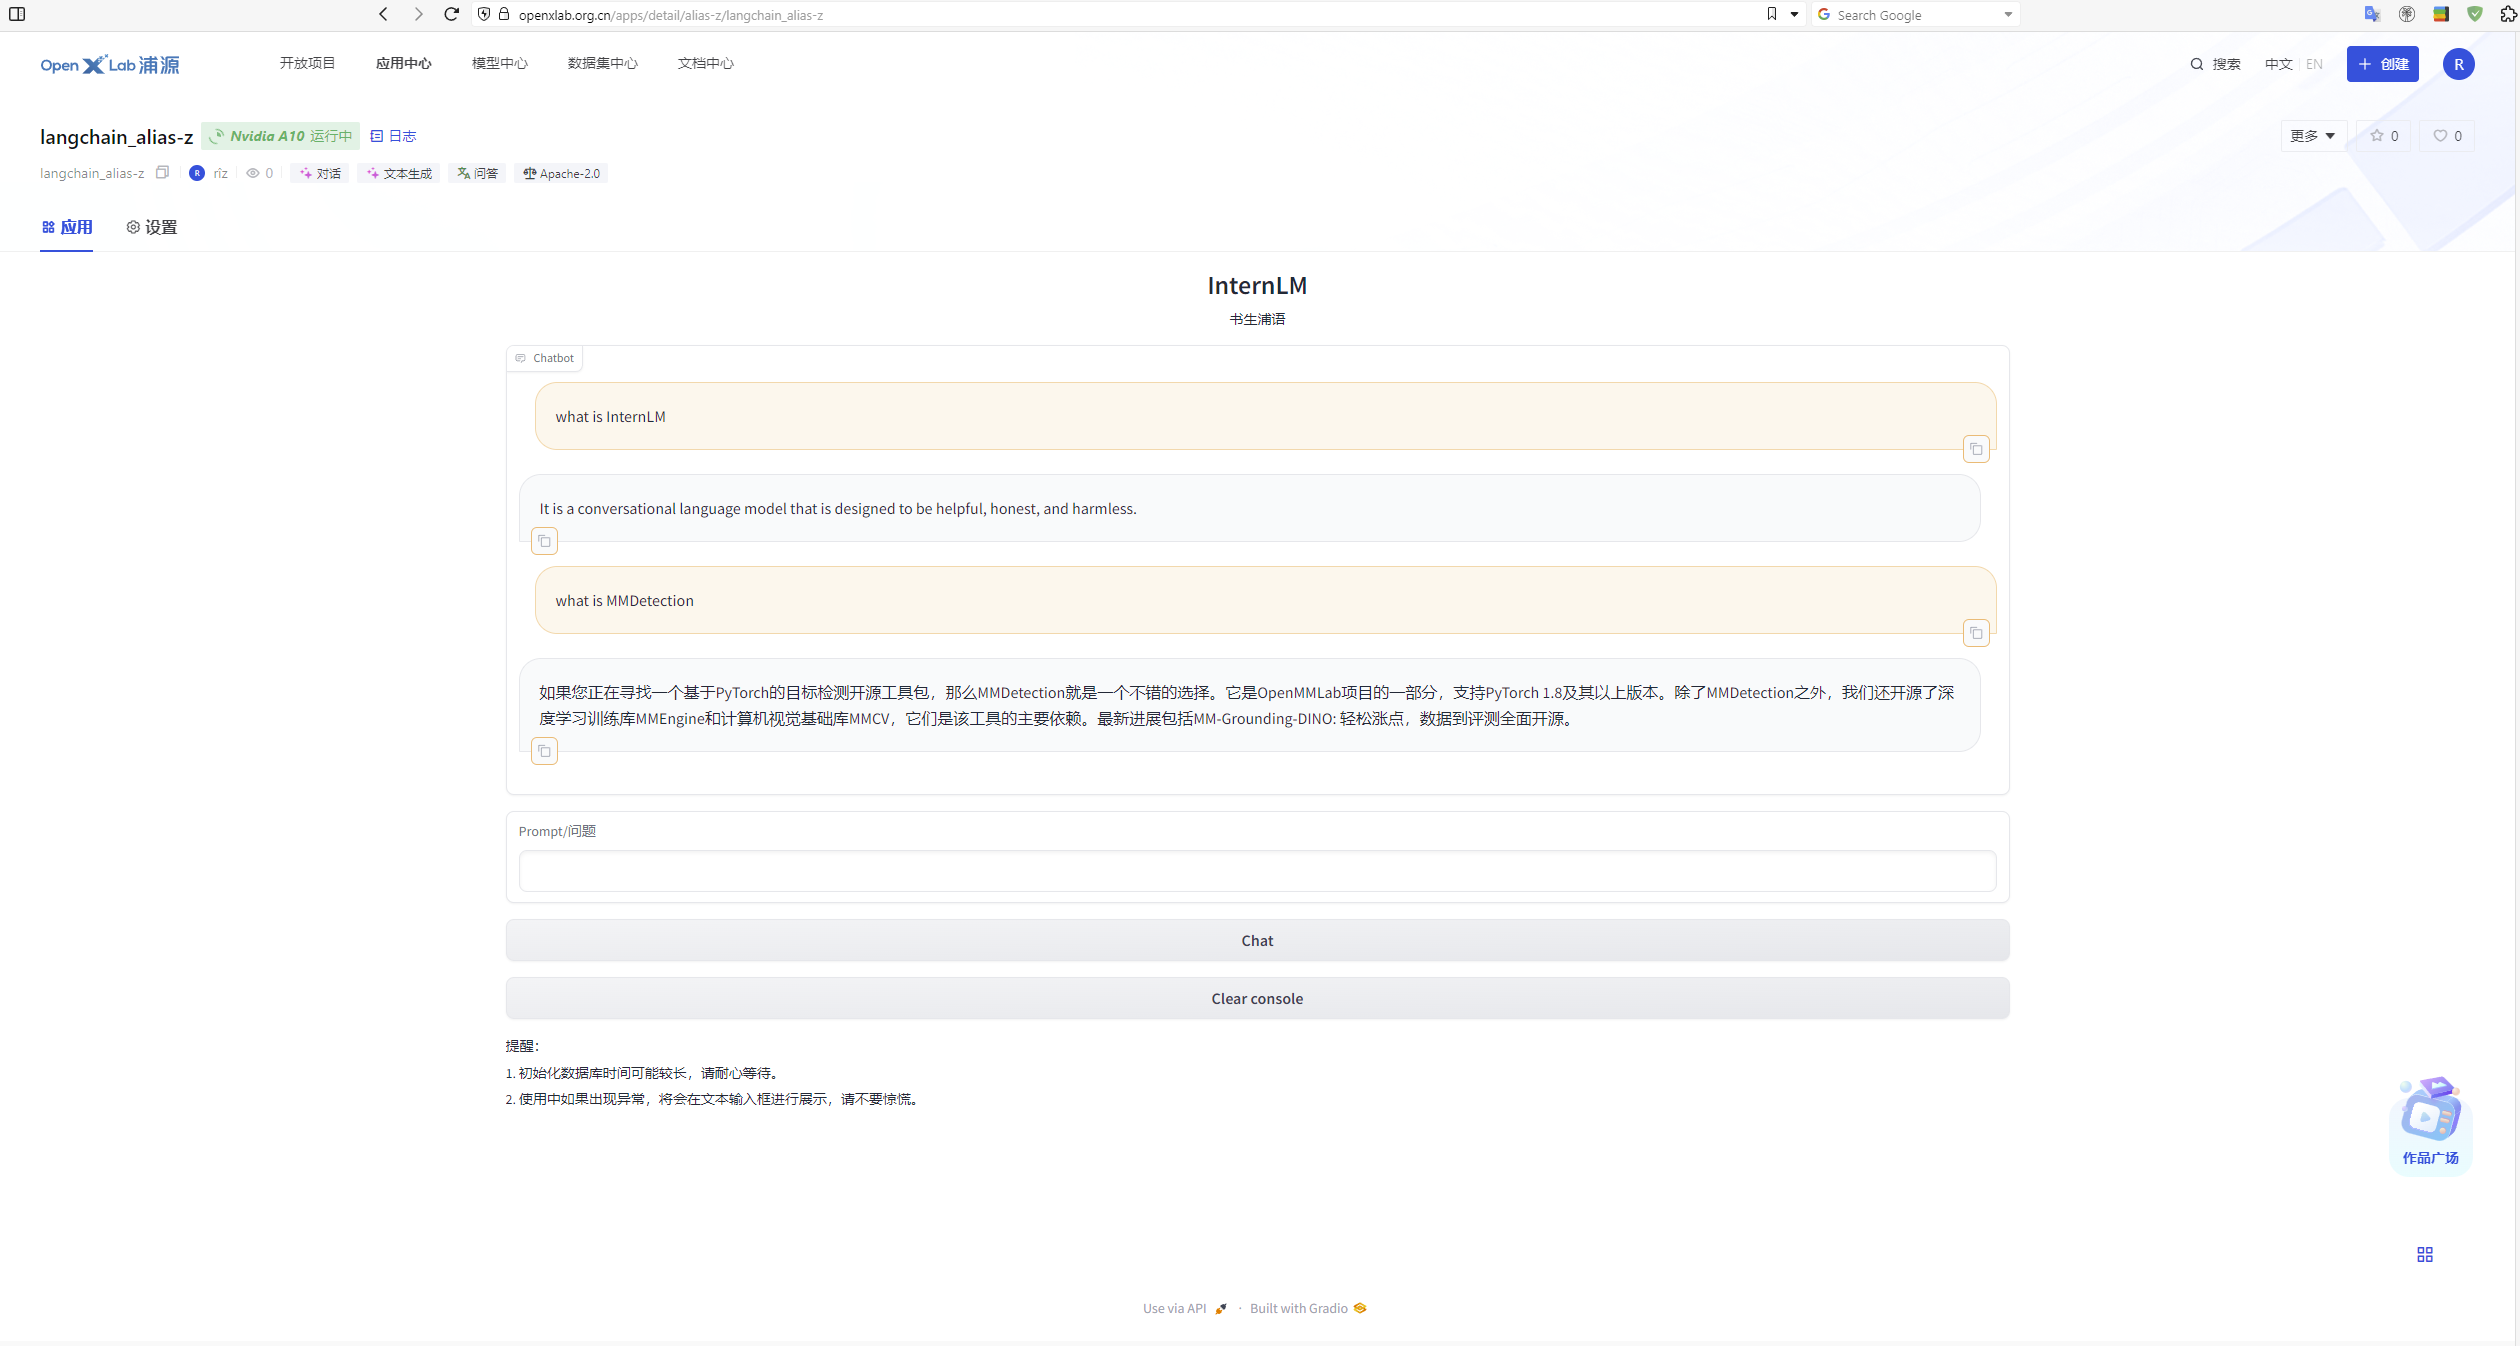 openxlab.org.cn/apps/detail/alias-z/langchain_alias-z
Search Google
Open X Lab 浦源
开放项目
应用中心
模型中心
数据集中心
文档中心
搜索
中文 EN
+ 创建
R
langchain_alias-z
Nvidia A10 运行中
日志
更多
0
0
langchain_alias-z
R
riz
0
对话
文本生成
问答
Apache-2.0
应用
设置
InternLM
书生浦语
Chatbot
what is InternLM
It is a conversational language model that is designed to be helpful, honest, and harmless.
what is MMDetection
如果您正在寻找一个基于PyTorch的目标检测开源工具包，那么MMDetection就是一个不错的选择。它是OpenMMLab项目的一部分，支持PyTorch 1.8及其以上版本。除了MMDetection之外，我们还开源了深
度学习训练库MMEngine和计算机视觉基础库MMCV，它们是该工具的主要依赖。最新进展包括MM-Grounding-DINO: 轻松涨点，数据到评测全面开源。
Prompt/问题
Chat
Clear console
提醒：
1. 初始化数据库时间可能较长，请耐心等待。
2. 使用中如果出现异常，将会在文本输入框进行展示，请不要惊慌。
作品广场
Use via API · Built with Gradio